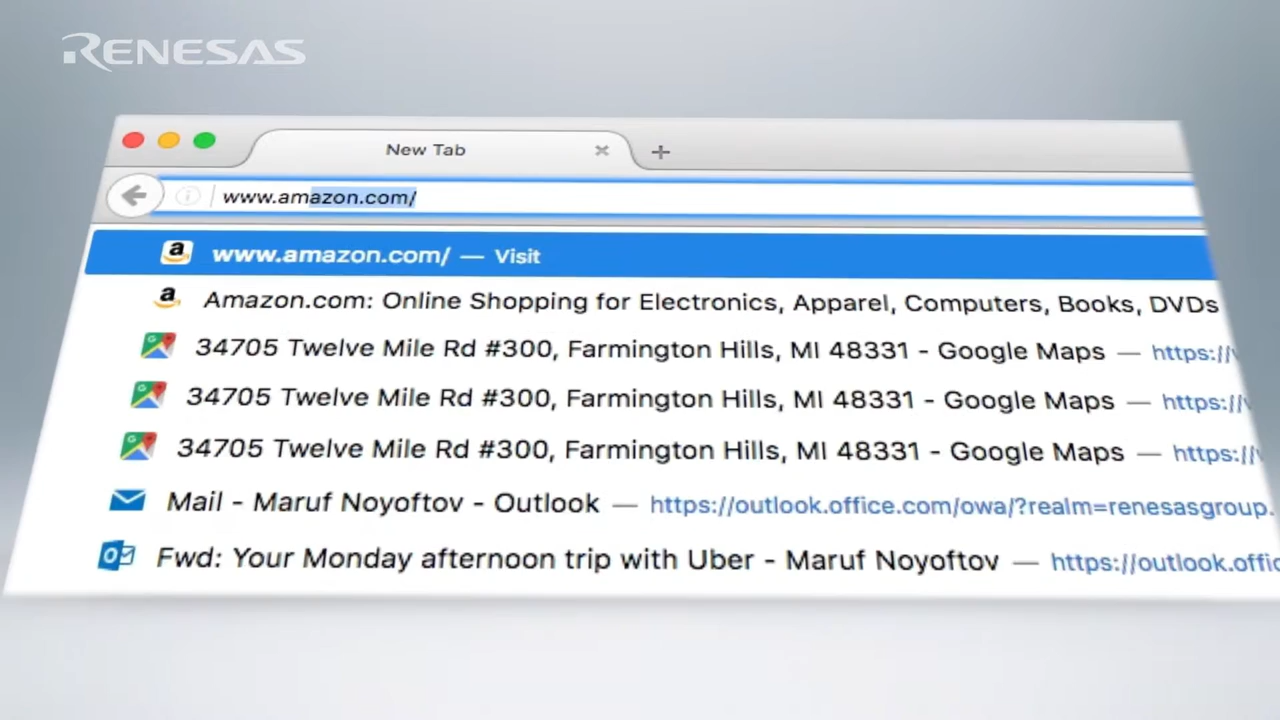 RENESAS
New Tab
www.amazon.com/
www.amazon.com/ — Visit
Amazon.com: Online Shopping for Electronics, Apparel, Computers, Books, DVDs
34705 Twelve Mile Rd #300, Farmington Hills, MI 48331 - Google Maps — https://
34705 Twelve Mile Rd #300, Farmington Hills, MI 48331 - Google Maps — https://
34705 Twelve Mile Rd #300, Farmington Hills, MI 48331 - Google Maps — https://
Mail - Maruf Noyoftov - Outlook — https://outlook.office.com/owa/?realm=renesasgroup.
Fwd: Your Monday afternoon trip with Uber - Maruf Noyoftov — https://outlook.offic